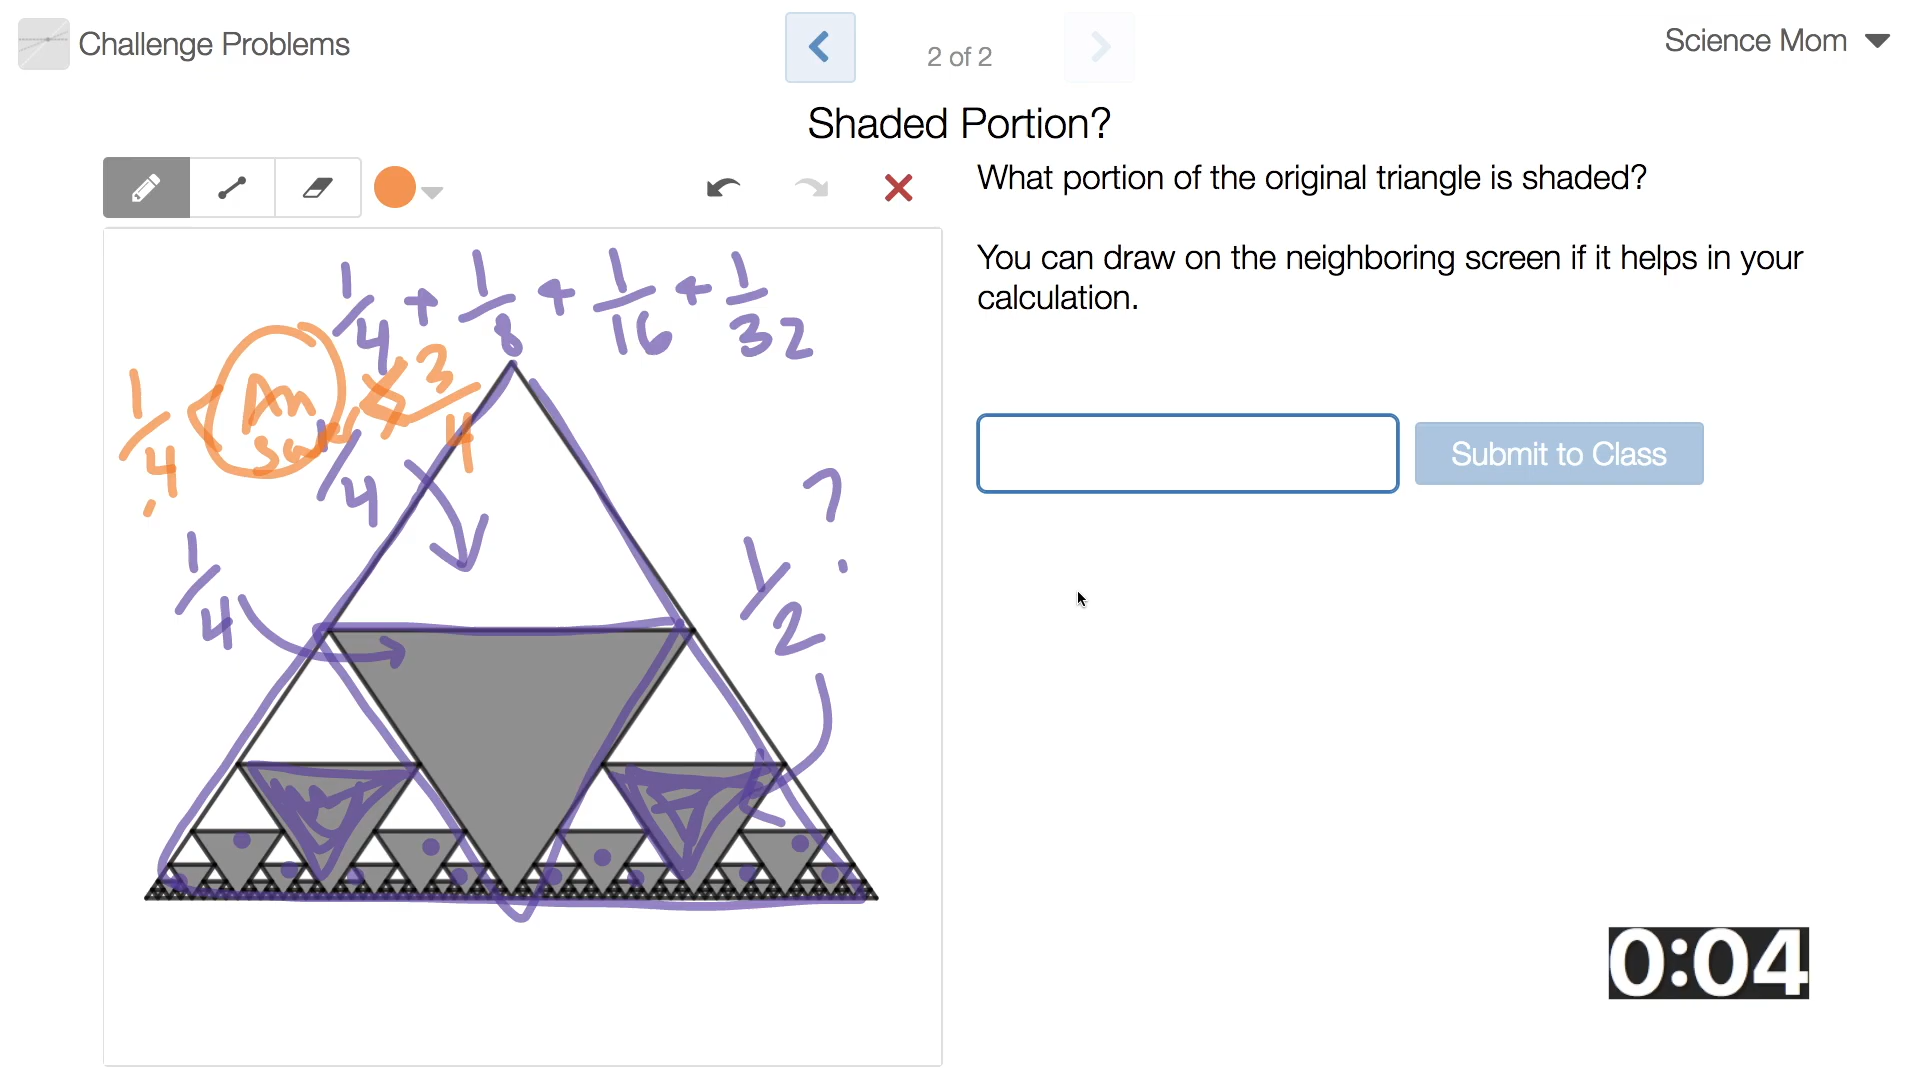 Challenge Problems
2 of 2
Science Mom
Shaded Portion?
What portion of the original triangle is shaded?
You can draw on the neighboring screen if it helps in your
calculation.
Submit to Class
1/4 + 1/8 + 1/16 + 1/32
1/4 < An < 3/4
1/4
1/4
1/2 ?
0:04